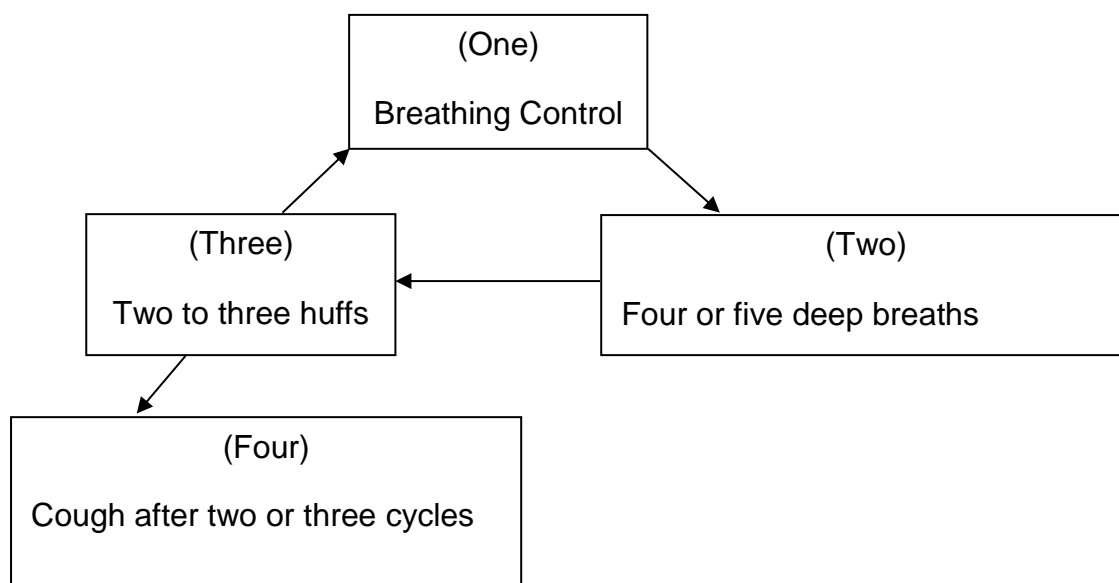 (One)
Breathing Control
(Three)
Two to three huffs
(Two)
Four or five deep breaths
(Four)
Cough after two or three cycles